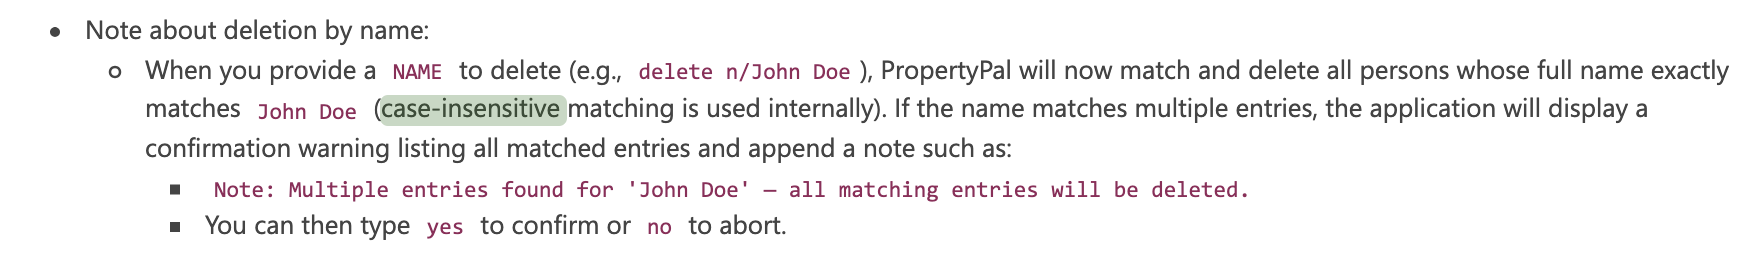 Note about deletion by name:
When you provide a NAME to delete (e.g., delete n/John Doe ), PropertyPal will now match and delete all persons whose full name exactly
matches John Doe (case-insensitive matching is used internally). If the name matches multiple entries, the application will display a
confirmation warning listing all matched entries and append a note such as:
Note: Multiple entries found for 'John Doe' — all matching entries will be deleted.
You can then type yes to confirm or no to abort.